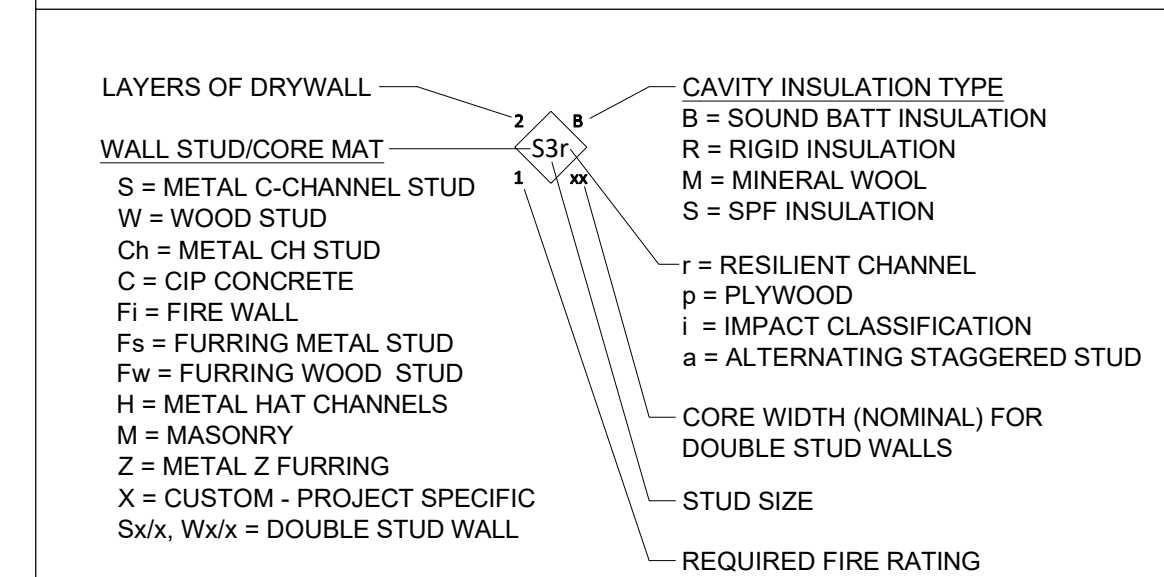 LAYERS OF DRYWALL
2 B
S3r
1 xx
WALL STUD/CORE MAT
S = METAL C-CHANNEL STUD
W = WOOD STUD
Ch = METAL CH STUD
C = CIP CONCRETE
Fi = FIRE WALL
Fs = FURRING METAL STUD
Fw = FURRING WOOD STUD
H = METAL HAT CHANNELS
M = MASONRY
Z = METAL Z FURRING
X = CUSTOM - PROJECT SPECIFIC
Sx/x, Wx/x = DOUBLE STUD WALL
CAVITY INSULATION TYPE
B = SOUND BATT INSULATION
R = RIGID INSULATION
M = MINERAL WOOL
S = SPF INSULATION
r = RESILIENT CHANNEL
p = PLYWOOD
i = IMPACT CLASSIFICATION
a = ALTERNATING STAGGERED STUD
CORE WIDTH (NOMINAL) FOR
DOUBLE STUD WALLS
STUD SIZE
REQUIRED FIRE RATING